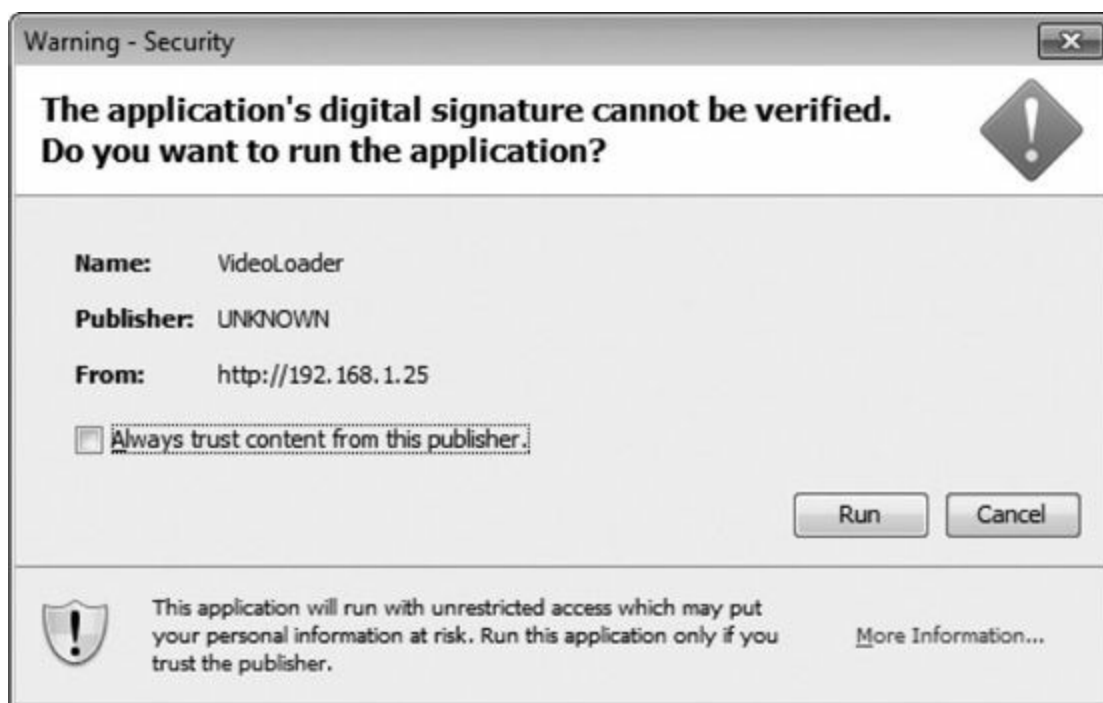 Warning - Security
The application's digital signature cannot be verified.
Do you want to run the application?
Name: VideoLoader
Publisher: UNKNOWN
From: http://192.168.1.25
Always trust content from this publisher.
Run Cancel
This application will run with unrestricted access which may put
your personal information at risk. Run this application only if you
trust the publisher.
More Information...